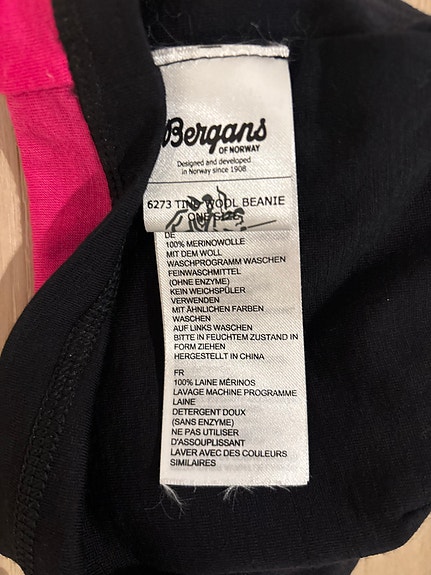 Bergans
OF NORWAY
Designed and developed
in Norway since 1908
6273 WOOL BEANIE
ONE SIZE
DE
100% MERINOWOLLE
MIT DEM WOLL
WASCHPROGRAMM WASCHEN
FEINWASCHMITTEL
(OHNE ENZYME)
KEIN WEICHSPÜLER
VERWENDEN
MIT ÄHNLICHEN FARBEN
WASCHEN
AUF LINKS WASCHEN
BITTE IN FEUCHTEM ZUSTAND IN
FORM ZIEHEN
HERGESTELLT IN CHINA
FR
100% LAINE MÉRINOS
LAVAGE MACHINE PROGRAMME
LAINE
DETERGENT DOUX
(SANS ENZYME)
NE PAS UTILISER
D'ASSOUPLISSANT
LAVER AVEC DES COULEURS
SIMILAIRES